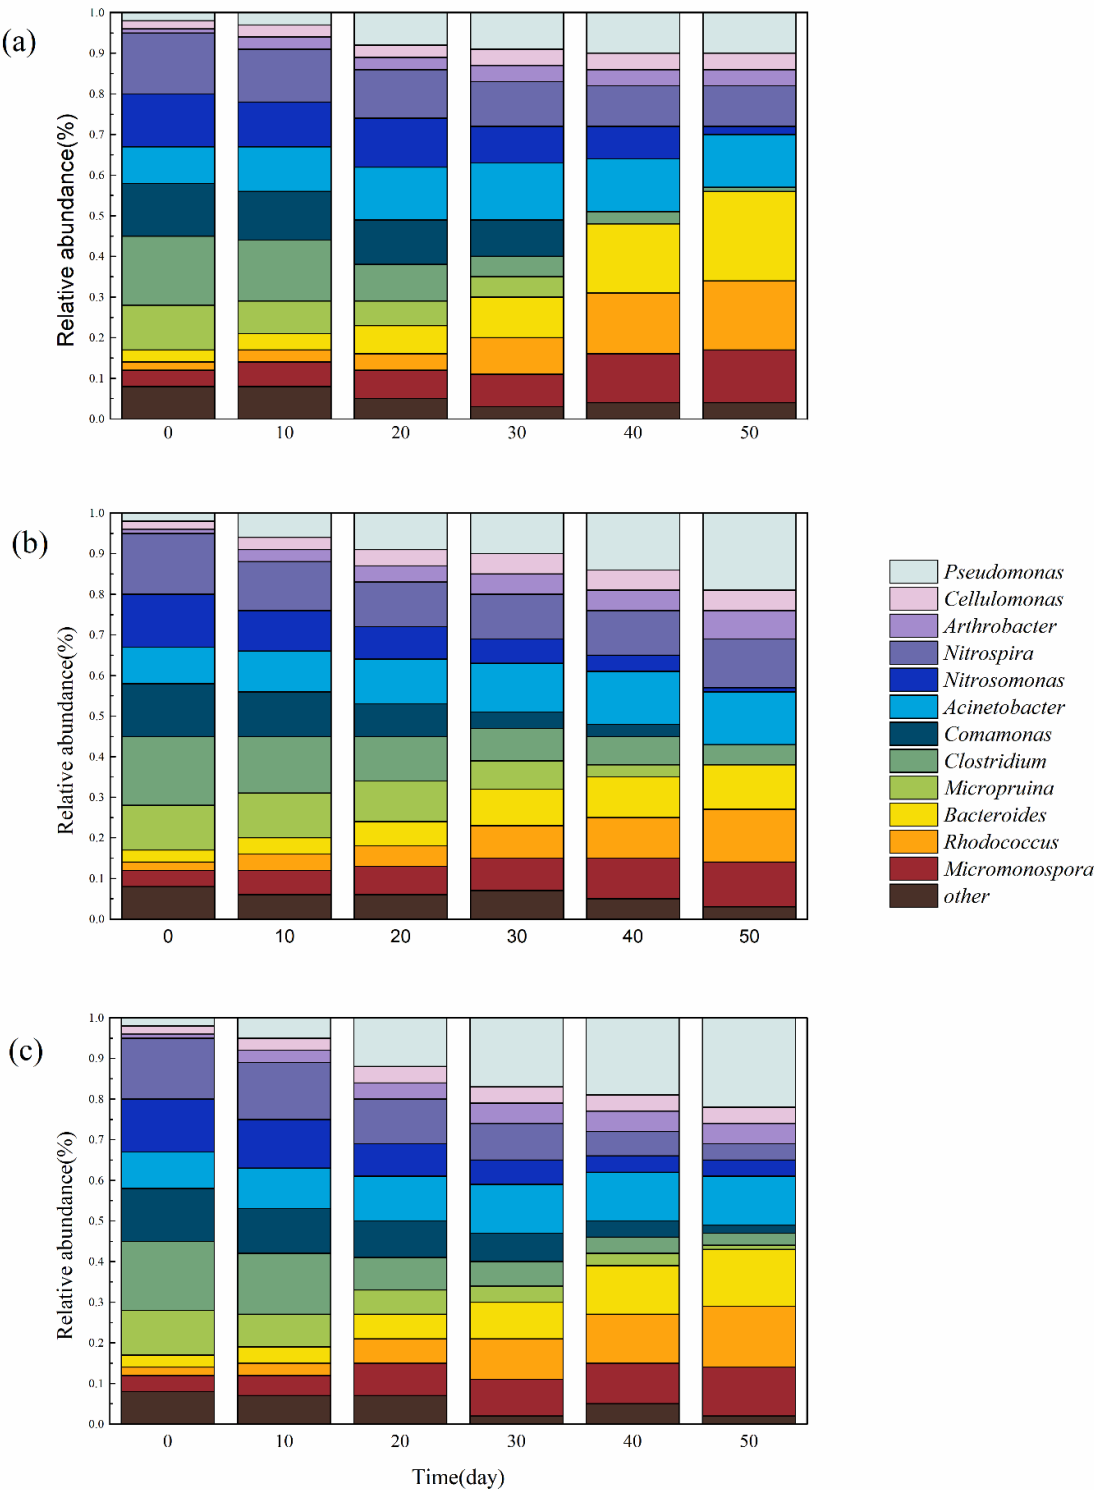 (a)
Relative abundance(%)
1.0
0.9
0.8
0.7
0.6
0.5
0.4
0.3
0.2
0.1
0.0
0 10 20 30 40 50
(b)
Relative abundance(%)
1.0
0.9
0.8
0.7
0.6
0.5
0.4
0.3
0.2
0.1
0.0
0 10 20 30 40 50
Pseudomonas
Cellulomonas
Arthrobacter
Nitrospira
Nitrosomonas
Acinetobacter
Comamonas
Clostridium
Micropruina
Bacteroides
Rhodococcus
Micromonospora
other
(c)
Relative abundance(%)
1.0
0.9
0.8
0.7
0.6
0.5
0.4
0.3
0.2
0.1
0.0
0 10 20 30 40 50
Time(day)